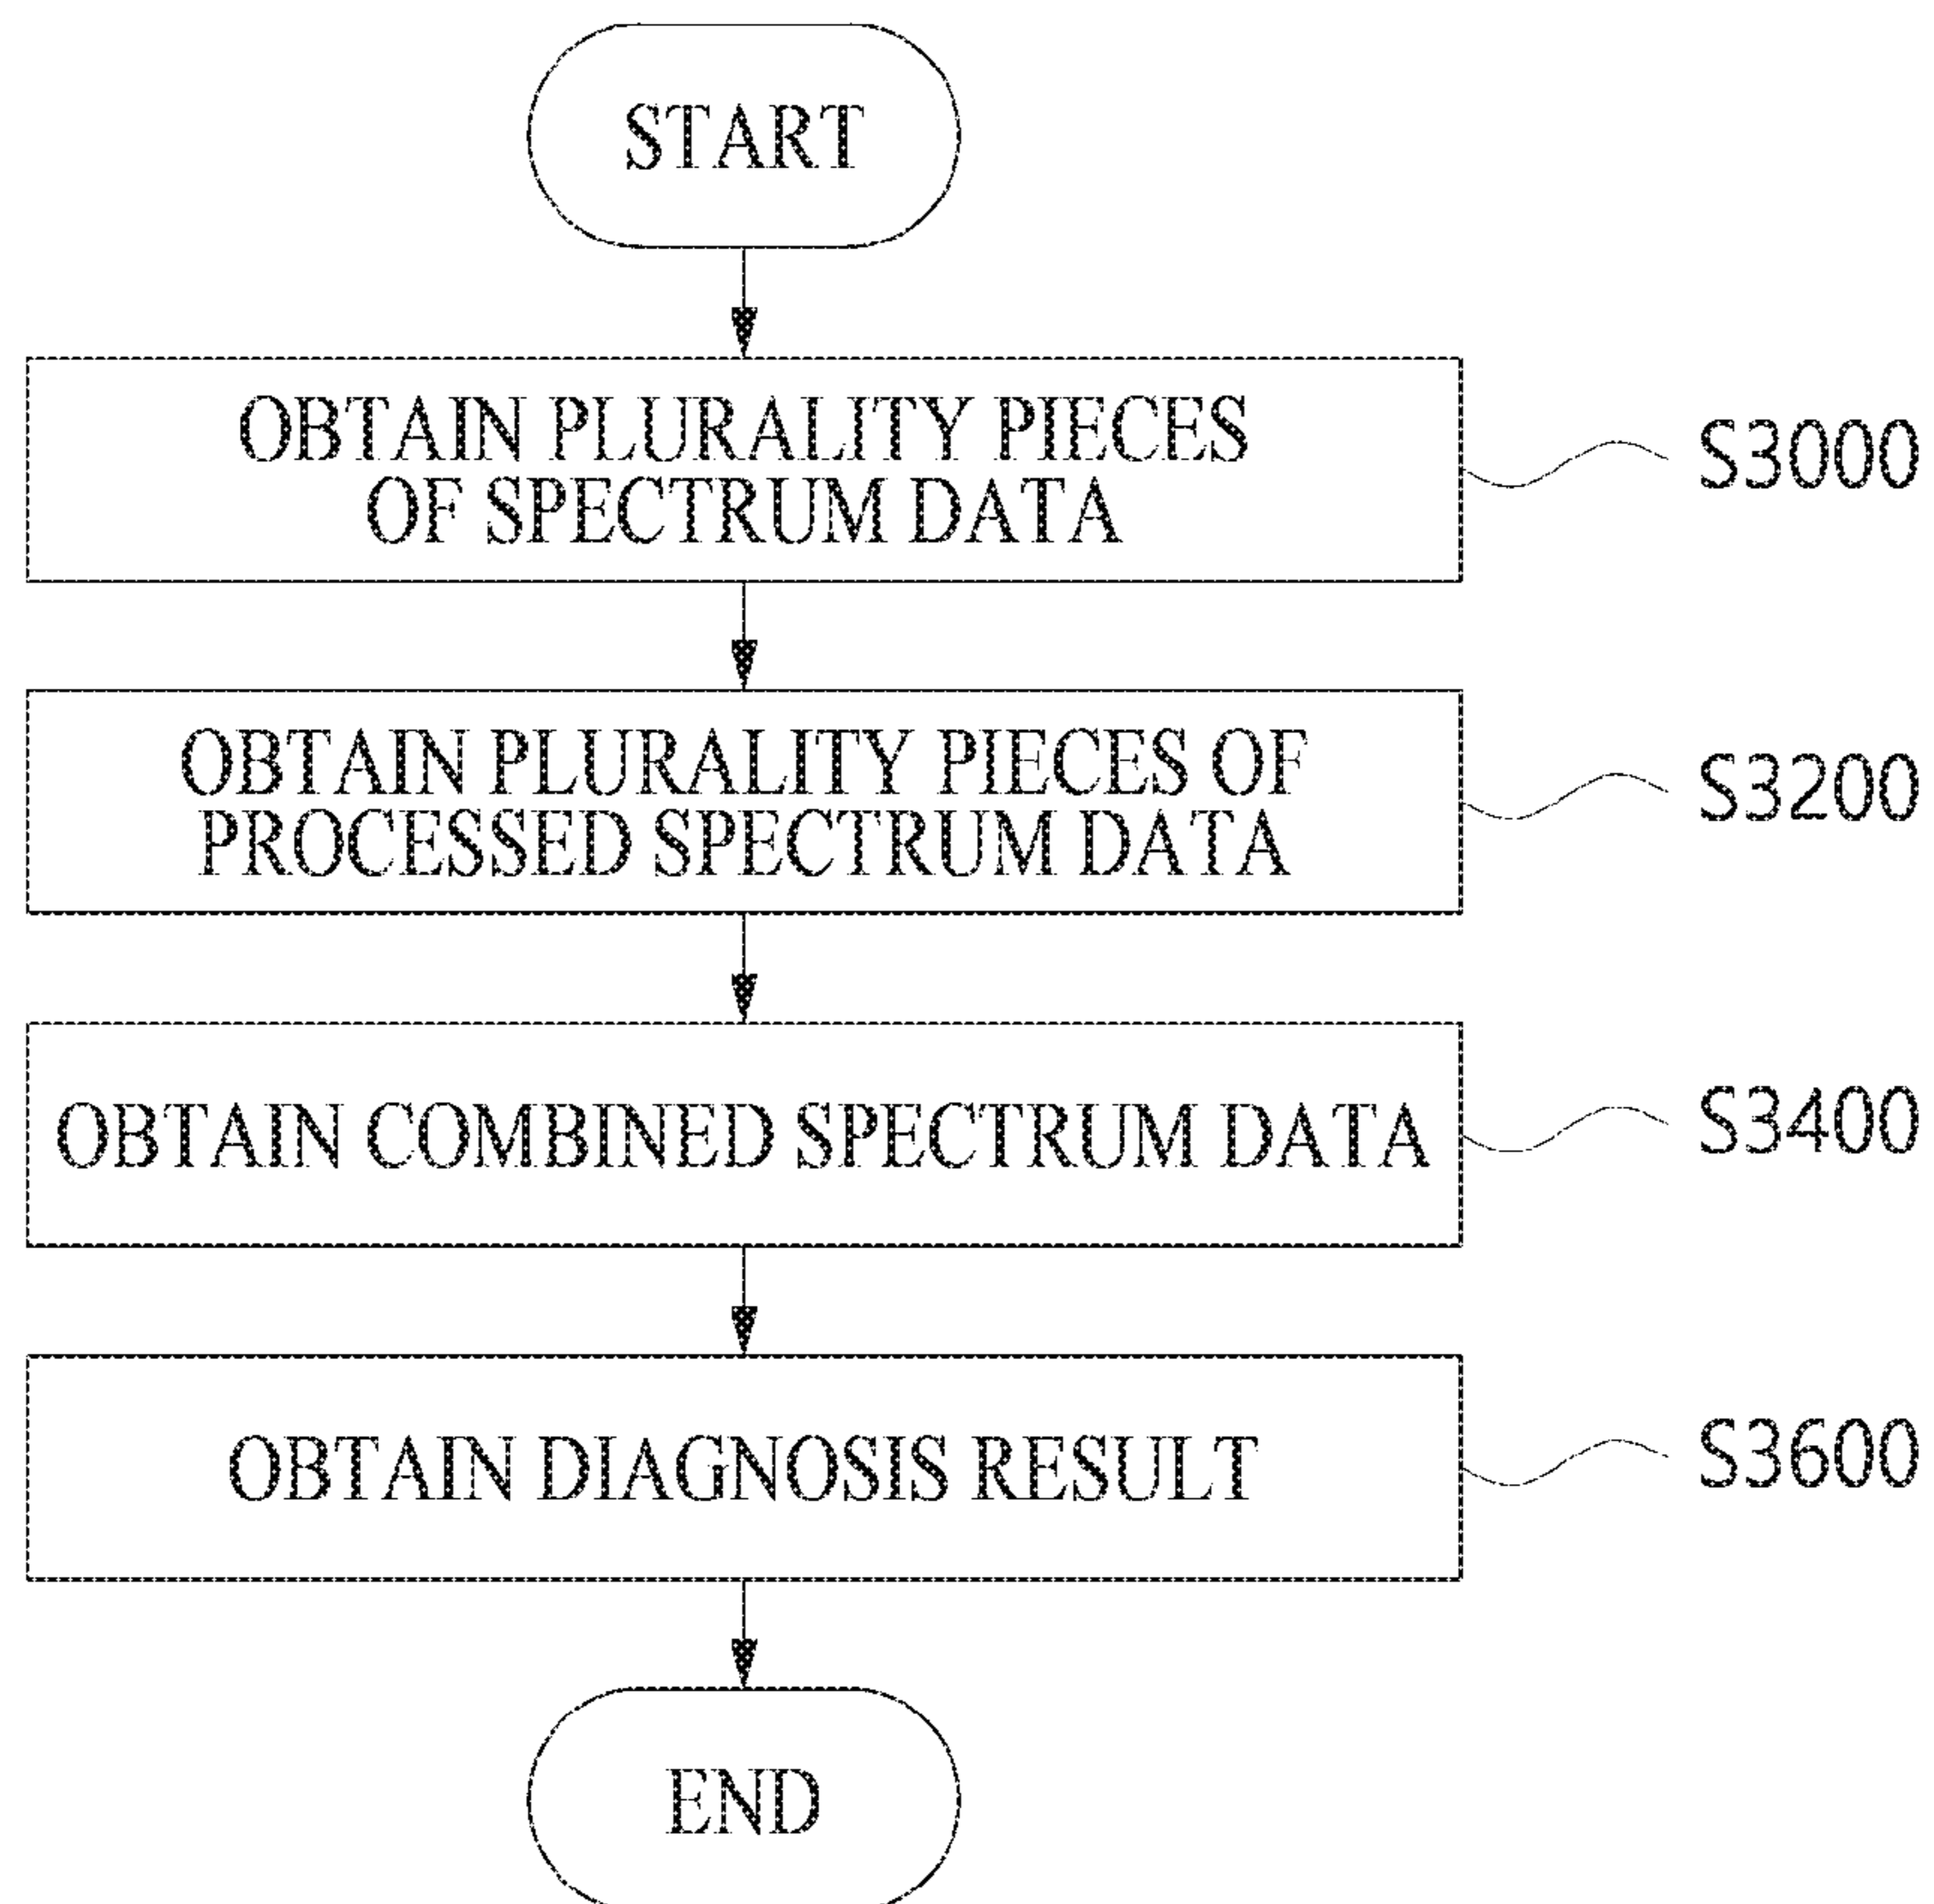 START
OBTAIN PLURALITY PIECES
OF SPECTRUM DATA
S3000
OBTAIN PLURALITY PIECES OF
PROCESSED SPECTRUM DATA
S3200
OBTAIN COMBINED SPECTRUM DATA
S3400
OBTAIN DIAGNOSIS RESULT
S3600
END